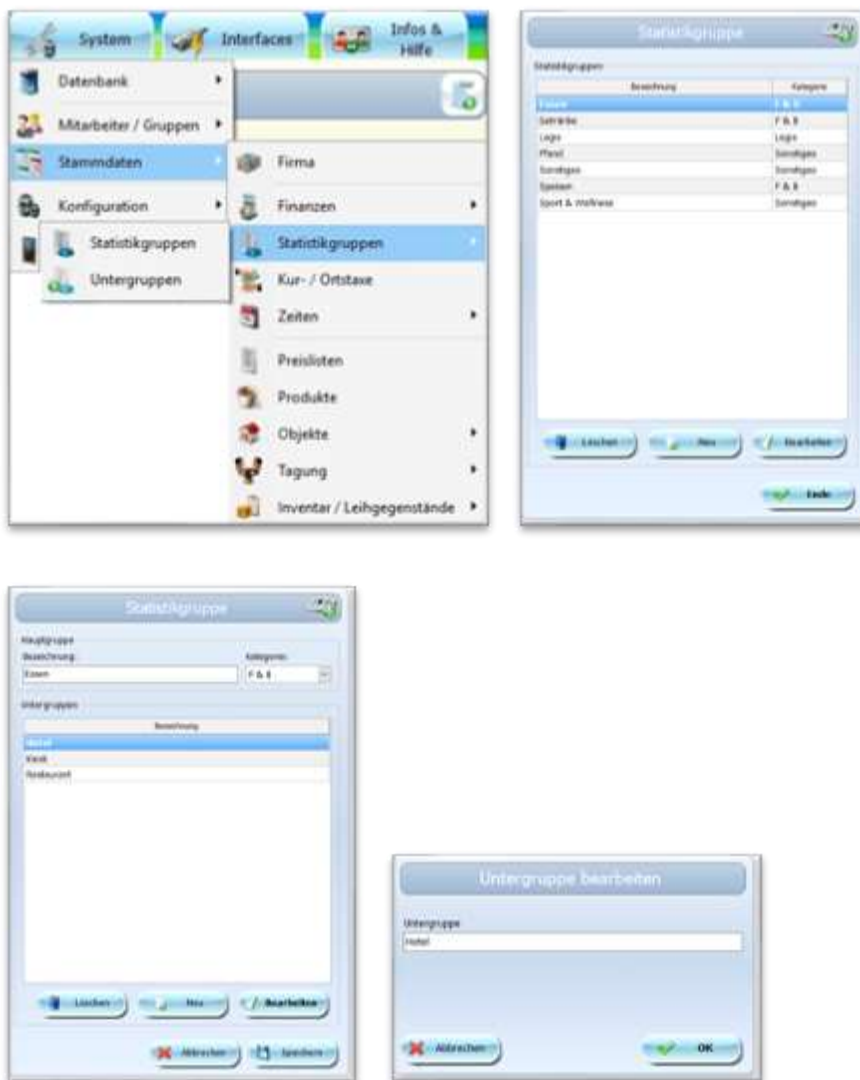 System
Interfaces
Infos &
Hilfe
Datenbank
Mitarbeiter / Gruppen
Stammdaten
Konfiguration
Statistikgruppen
Untergruppen
Firma
Finanzen
Statistikgruppen
Kur- / Ortstaxe
Zeiten
Preislisten
Produkte
Objekte
Tagung
Inventar / Leihgegenstände
Statistikgruppe
Statistikgruppen
Bezeichnung Kategorie
Essen F & B
Getränke F & B
Logis Logis
Pfand Sonstiges
Sonstiges Sonstiges
Speisen F & B
Sport & Wellness Sonstiges
Löschen Neu Bearbeiten
Ende
Statistikgruppe
Hauptgruppe
Bezeichnung: Kategorie:
Essen F & B
Untergruppen
Bezeichnung
Hotel
Kiosk
Restaurant
Löschen Neu Bearbeiten
Abbrechen Speichern
Untergruppe bearbeiten
Untergruppe
Hotel
Abbrechen OK